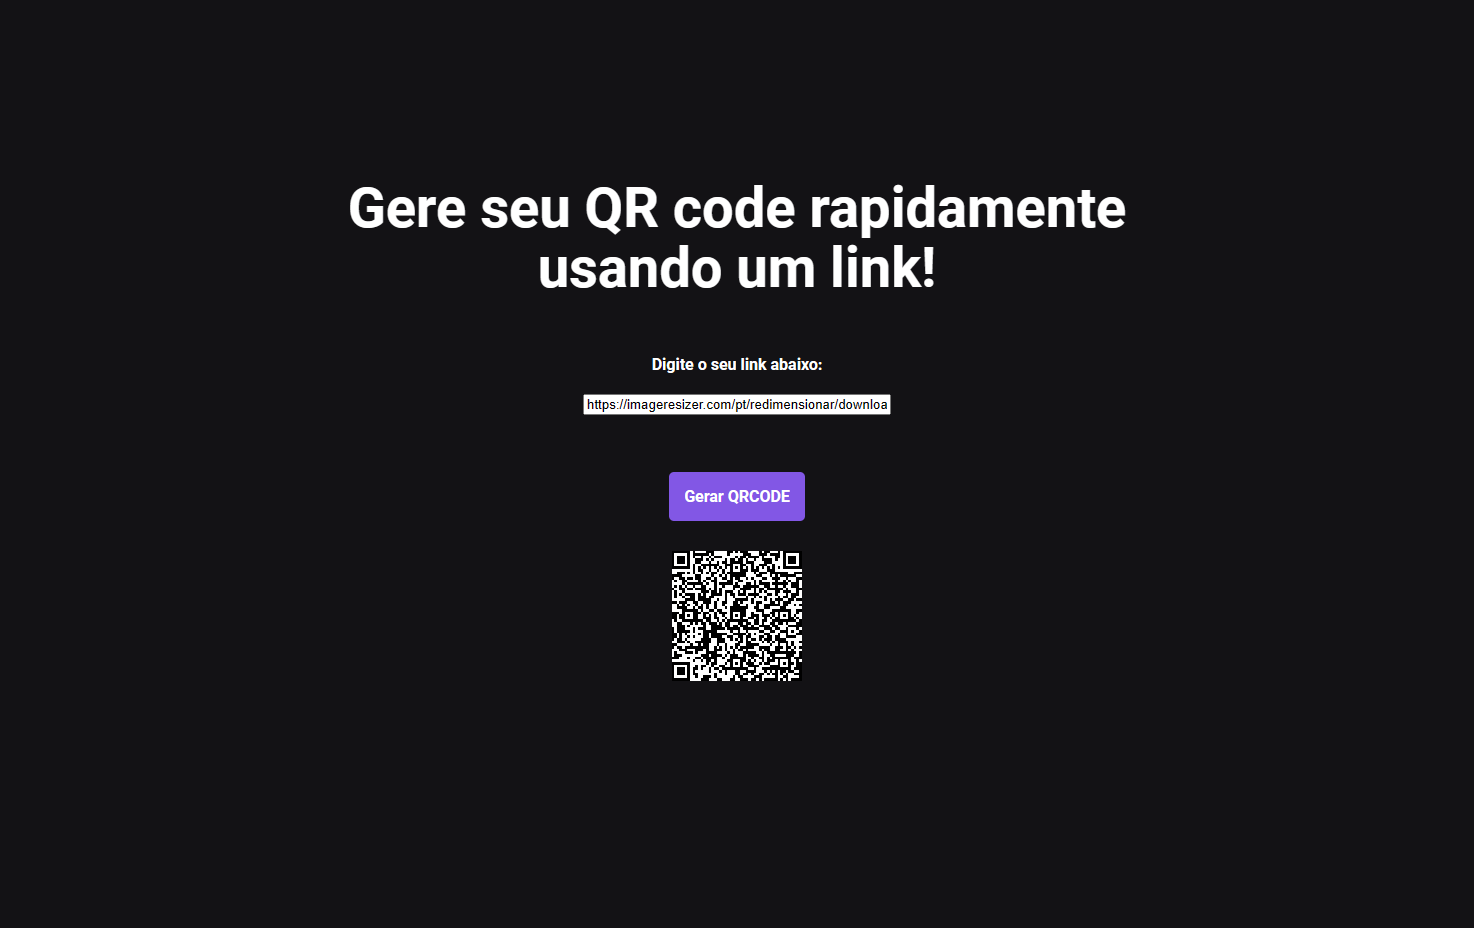 Gere seu QR code rapidamente
usando um link!
Digite o seu link abaixo:
https://imageresizer.com/pt/redimensionar/downloa
Gerar QRCODE